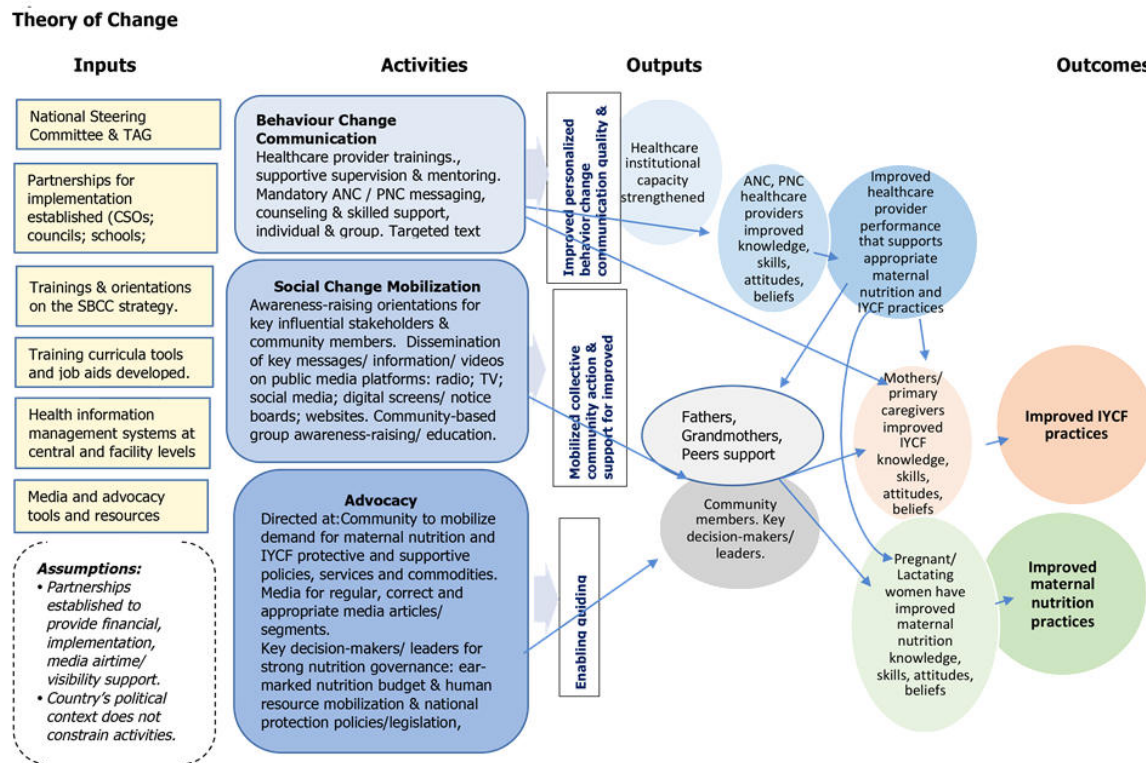 Theory of Change
Inputs
Activities
Outputs
Outcomes
National Steering
Committee & TAG
Partnerships for
implementation
established (CSOs;
councils; schools;
Trainings & orientations
on the SBCC strategy.
Training curricula tools
and job aids developed.
Health information
management systems at
central and facility levels
Media and advocacy
tools and resources
Assumptions:
• Partnerships
established to
provide financial,
implementation,
media airtime/
visibility support.
• Country's political
context does not
constrain activities.
Behaviour Change
Communication
Healthcare provider trainings.,
supportive supervision & mentoring.
Mandatory ANC / PNC messaging,
counseling & skilled support,
individual & group. Targeted text
Social Change Mobilization
Awareness-raising orientations for
key influential stakeholders &
community members.  Dissemination
of key messages/ information/ videos
on public media platforms: radio; TV;
social media; digital screens/ notice
boards; websites. Community-based
group awareness-raising/ education.
Advocacy
Directed at:Community to mobilize
demand for maternal nutrition and
IYCF protective and supportive
policies, services and commodities.
Media for regular, correct and
appropriate media articles/
segments.
Key decision-makers/ leaders for
strong nutrition governance: ear-
marked nutrition budget & human
resource mobilization & national
protection policies/legislation,
Improved personalized
behavior change
communication quality &
Mobilized collective
community action &
support for improved
Enabling guiding
Healthcare
institutional
capacity
strengthened
ANC, PNC
healthcare
providers
improved
knowledge,
skills,
attitudes,
beliefs
Improved
healthcare
provider
performance
that supports
appropriate
maternal
nutrition and
IYCF practices
Fathers,
Grandmothers,
Peers support
Community
members. Key
decision-makers/
leaders.
Mothers/
primary
caregivers
improved
IYCF
knowledge,
skills,
attitudes,
beliefs
Pregnant/
Lactating
women have
improved
maternal
nutrition
knowledge,
skills, attitudes,
beliefs
Improved IYCF
practices
Improved
maternal
nutrition
practices